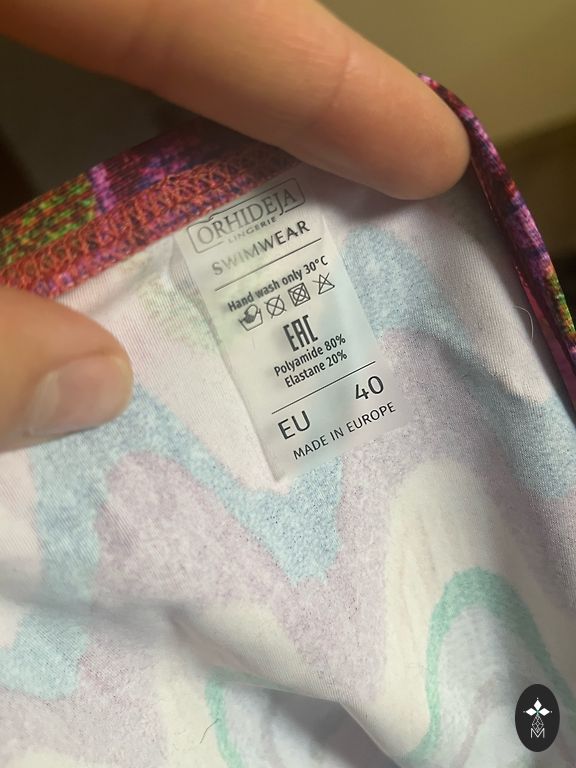 ORHIDEJA
LINGERIE
SWIMWEAR
Hand wash only 30°C
EAC
Polyamide 80%
Elastane 20%
EU 40
MADE IN EUROPE
M